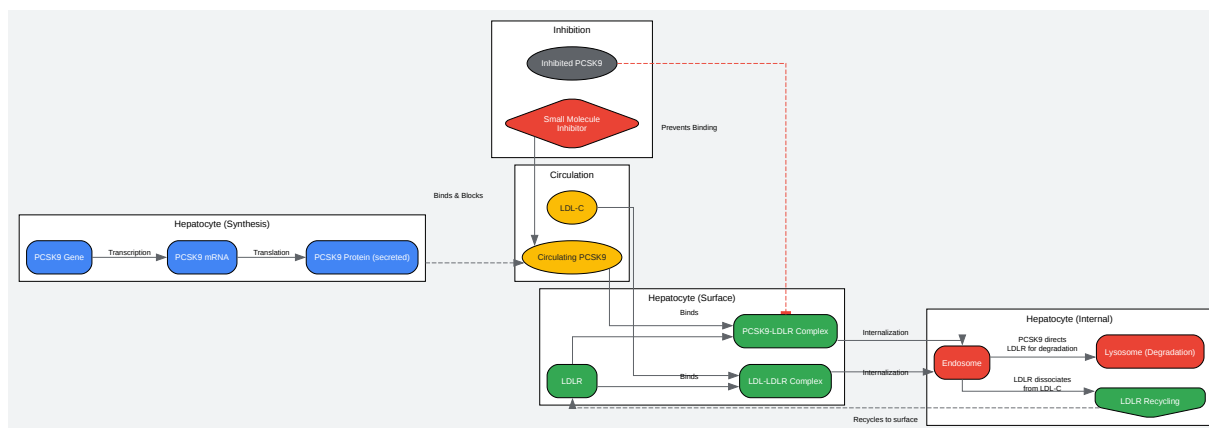 Inhibition
Inhibited PCSK9
Small Molecule
Inhibitor
Prevents Binding
Circulation
Binds & Blocks
LDL-C
Circulating PCSK9
Hepatocyte (Synthesis)
PCSK9 Gene
Transcription
PCSK9 mRNA
Translation
PCSK9 Protein (secreted)
Hepatocyte (Surface)
Binds
PCSK9-LDLR Complex
LDLR
Binds
LDL-LDLR Complex
Internalization
Internalization
Hepatocyte (Internal)
Endosome
PCSK9 directs
LDLR for degradation
Lysosome (Degradation)
LDLR dissociates
from LDL-C
LDLR Recycling
Recycles to surface